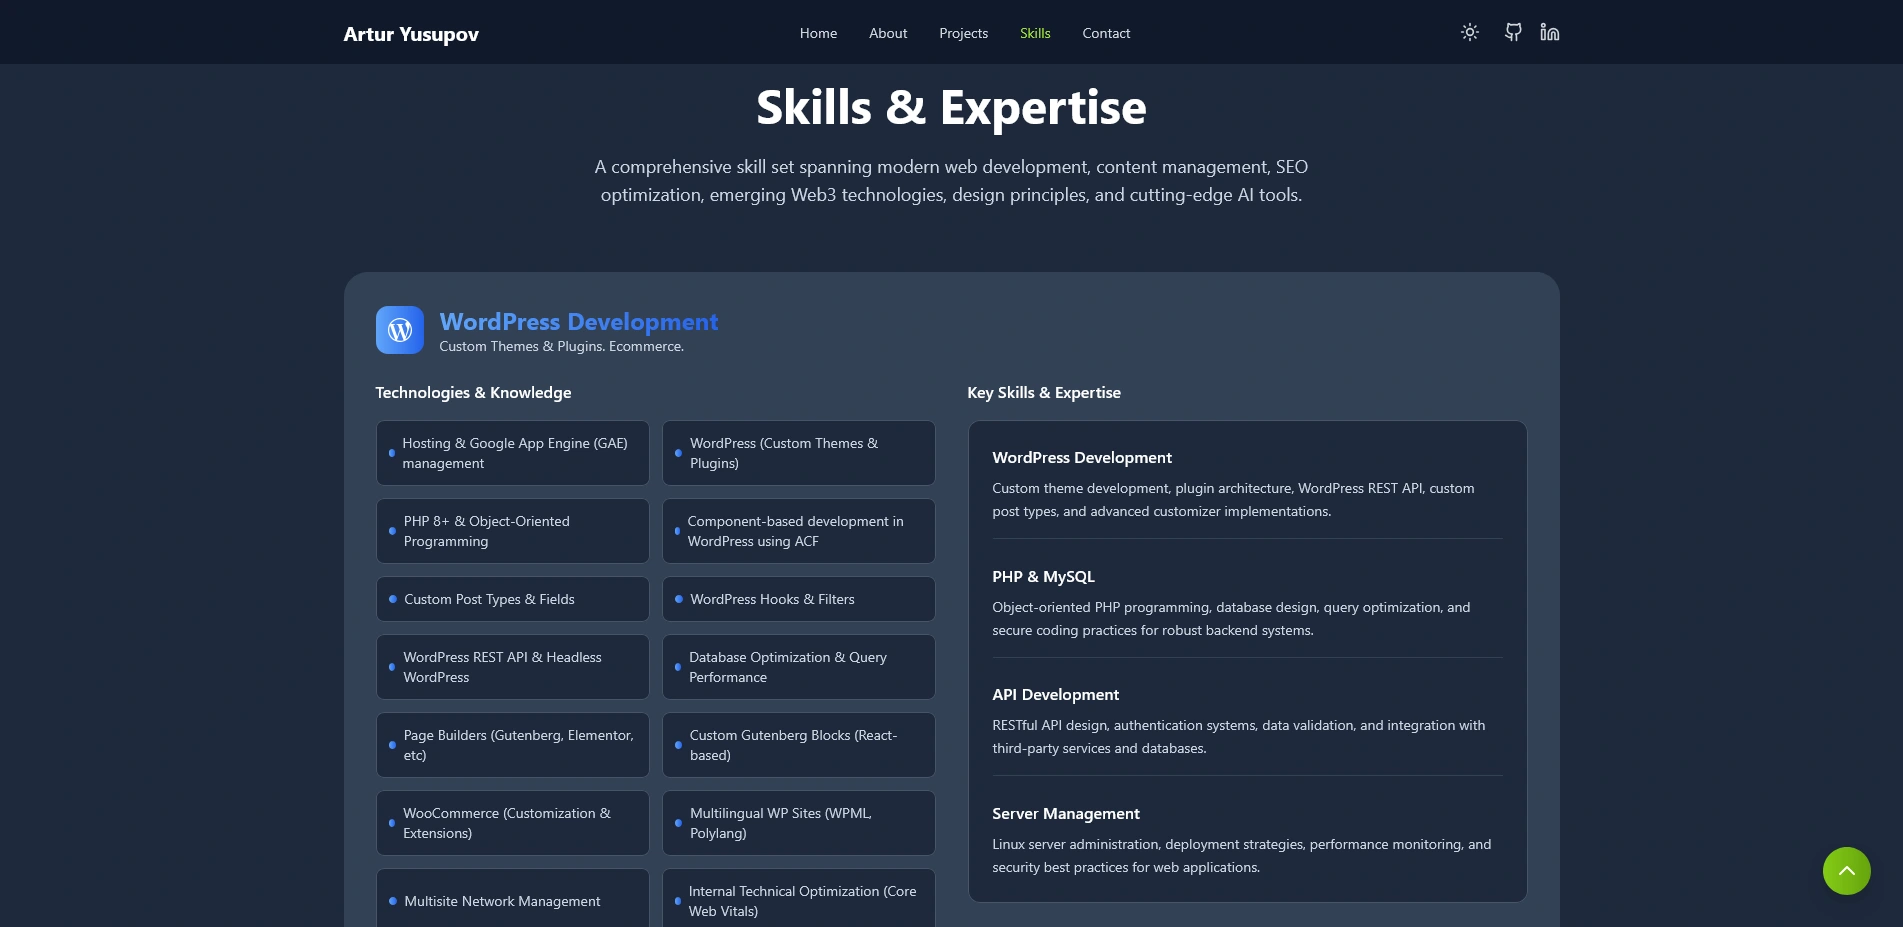 Artur Yusupov
Home
About
Projects
Skills
Contact
Skills & Expertise
A comprehensive skill set spanning modern web development, content management, SEO
optimization, emerging Web3 technologies, design principles, and cutting-edge AI tools.
WordPress Development
Custom Themes & Plugins. Ecommerce.
Technologies & Knowledge
Hosting & Google App Engine (GAE)
management
WordPress (Custom Themes &
Plugins)
PHP 8+ & Object-Oriented
Programming
Component-based development in
WordPress using ACF
Custom Post Types & Fields
WordPress Hooks & Filters
WordPress REST API & Headless
WordPress
Database Optimization & Query
Performance
Page Builders (Gutenberg, Elementor,
etc)
Custom Gutenberg Blocks (React-
based)
WooCommerce (Customization &
Extensions)
Multilingual WP Sites (WPML,
Polylang)
Multisite Network Management
Internal Technical Optimization (Core
Web Vitals)
Key Skills & Expertise
WordPress Development
Custom theme development, plugin architecture, WordPress REST API, custom
post types, and advanced customizer implementations.
PHP & MySQL
Object-oriented PHP programming, database design, query optimization, and
secure coding practices for robust backend systems.
API Development
RESTful API design, authentication systems, data validation, and integration with
third-party services and databases.
Server Management
Linux server administration, deployment strategies, performance monitoring, and
security best practices for web applications.